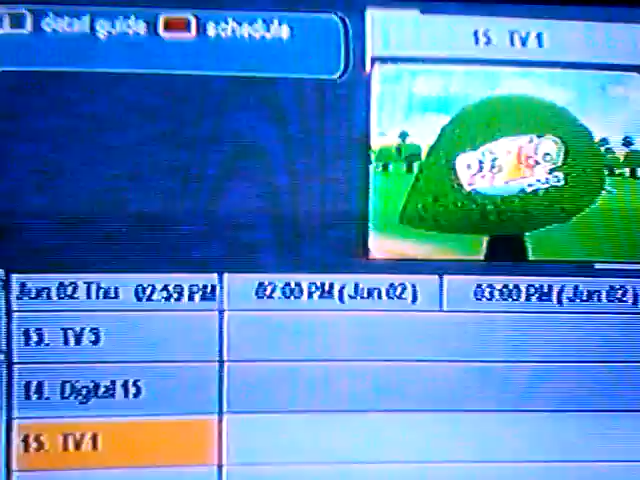 detail guide schedule
15. TV 1
Jun 02 Thu 02:59 PM 02:00 PM (Jun 02) 03:00 PM (Jun 02)
13. TV 3
14. Digital 15
15. TV 1